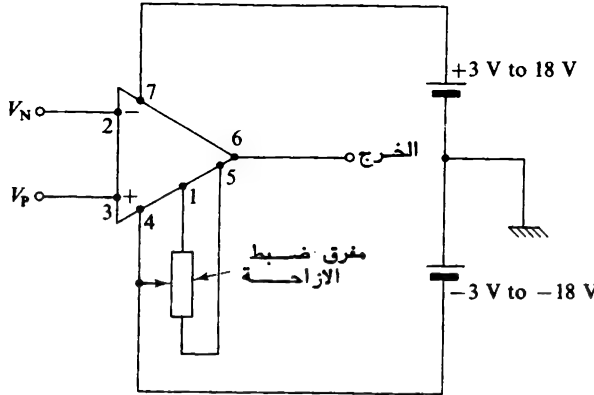 7
+3 V to 18 V
V_N
2
−
6
الخرج
5
V_P
3
+
4
1
مفرق ضبط
الازاحة
−3 V to −18 V